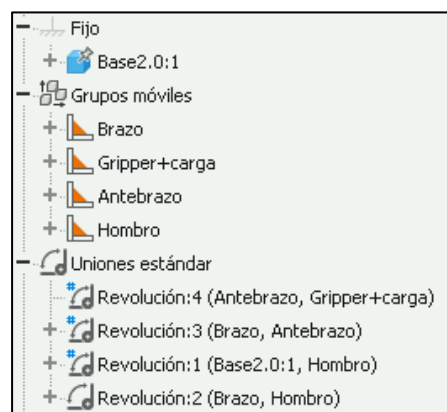 Fijo
Base2.0:1
Grupos móviles
Brazo
Gripper+carga
Antebrazo
Hombro
Uniones estándar
Revolución:4 (Antebrazo, Gripper+carga)
Revolución:3 (Brazo, Antebrazo)
Revolución:1 (Base2.0:1, Hombro)
Revolución:2 (Brazo, Hombro)